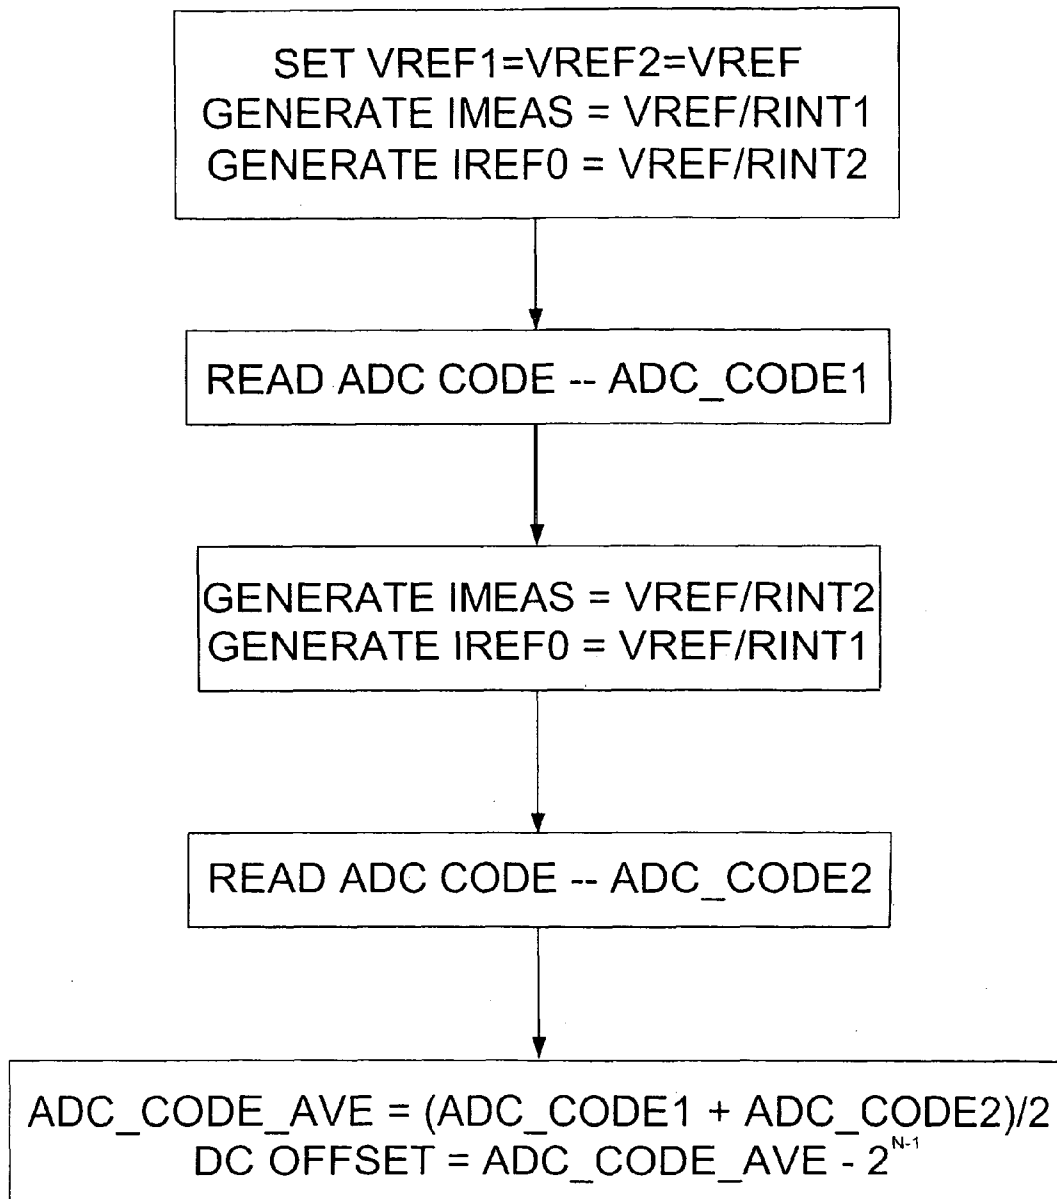 SET VREF1=VREF2=VREF
GENERATE IMEAS = VREF/RINT1
GENERATE IREF0 = VREF/RINT2
READ ADC CODE -- ADC_CODE1
GENERATE IMEAS = VREF/RINT2
GENERATE IREF0 = VREF/RINT1
READ ADC CODE -- ADC_CODE2
ADC_CODE_AVE = (ADC_CODE1 + ADC_CODE2)/2
DC OFFSET = ADC_CODE_AVE - 2^N-1